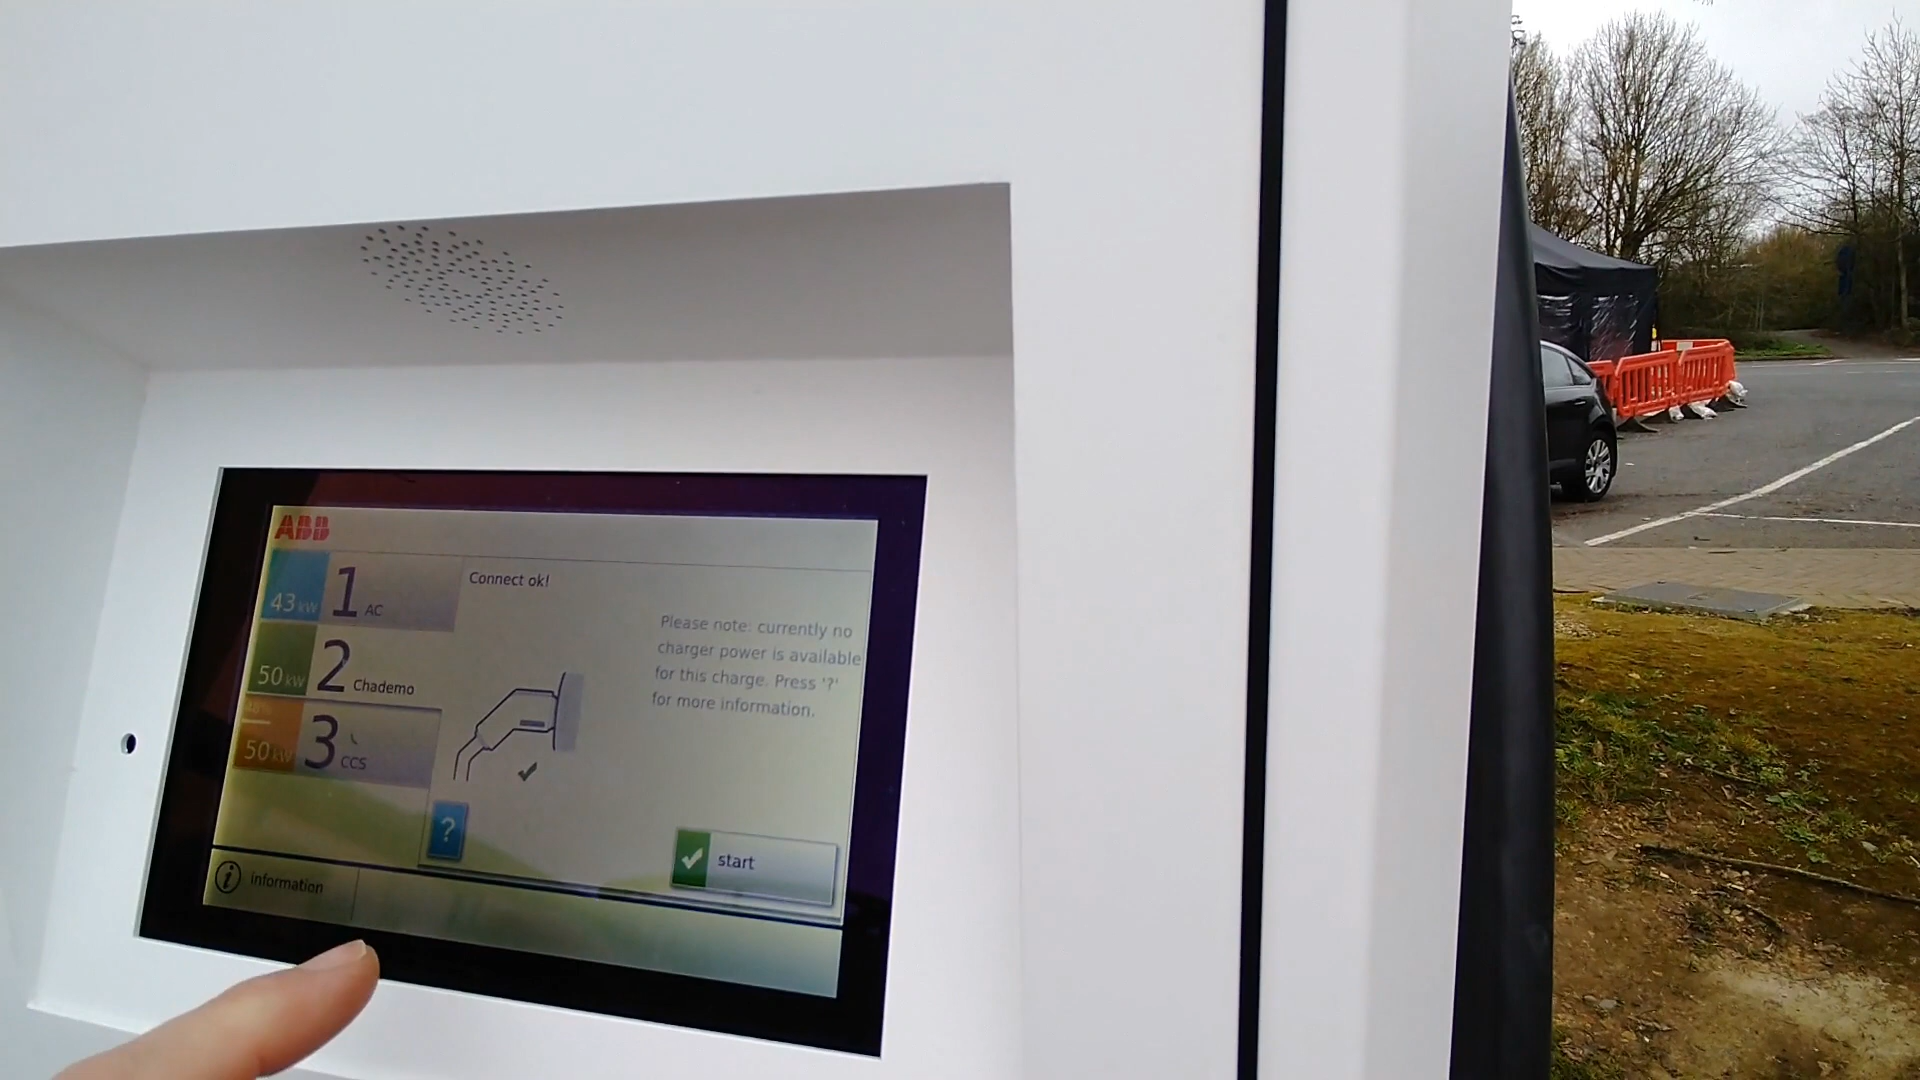 ABB
43 kW 1 AC
50 kW 2 Chademo
50 kW 3 CCS
Connect ok!
Please note: currently no
charger power is available
for this charge. Press '?'
for more information.
?
start
i information